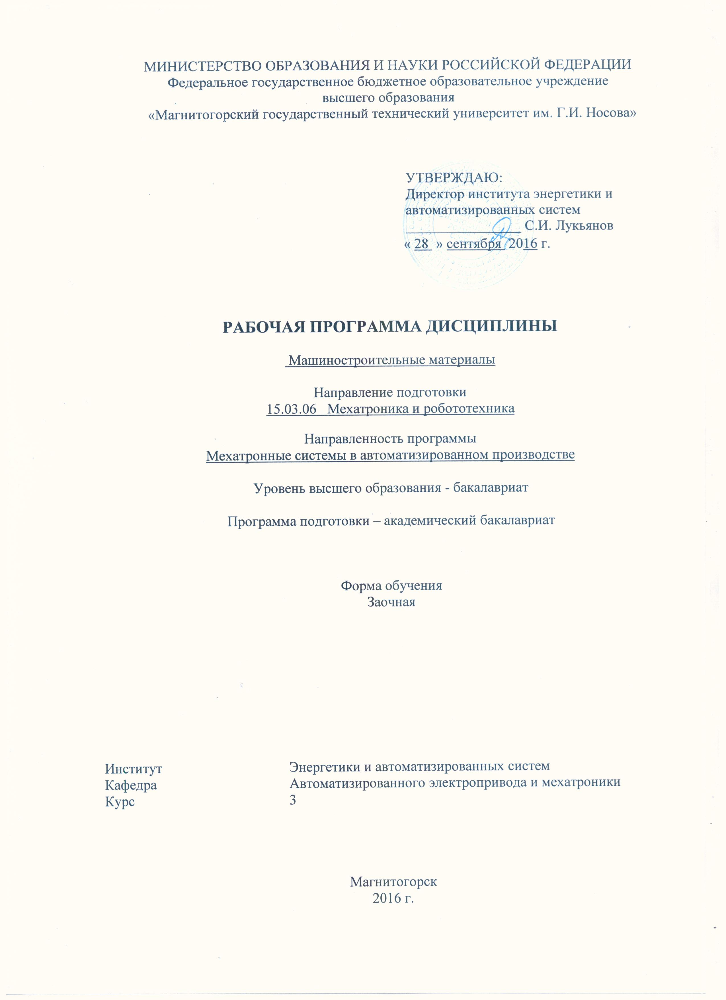 МИНИСТЕРСТВО ОБРАЗОВАНИЯ И НАУКИ РОССИЙСКОЙ ФЕДЕРАЦИИ
Федеральное государственное бюджетное образовательное учреждение
высшего образования
«Магнитогорский государственный технический университет им. Г.И. Носова»
УТВЕРЖДАЮ:
Директор института энергетики и
автоматизированных систем
________________ С.И. Лукьянов
« 28 » сентября 2016 г.
РАБОЧАЯ ПРОГРАММА ДИСЦИПЛИНЫ
Машиностроительные материалы
Направление подготовки
15.03.06 Мехатроника и робототехника
Направленность программы
Мехатронные системы в автоматизированном производстве
Уровень высшего образования - бакалавриат
Программа подготовки – академический бакалавриат
Форма обучения
Заочная
Институт Энергетики и автоматизированных систем
Кафедра Автоматизированного электропривода и мехатроники
Курс 3
Магнитогорск
2016 г.